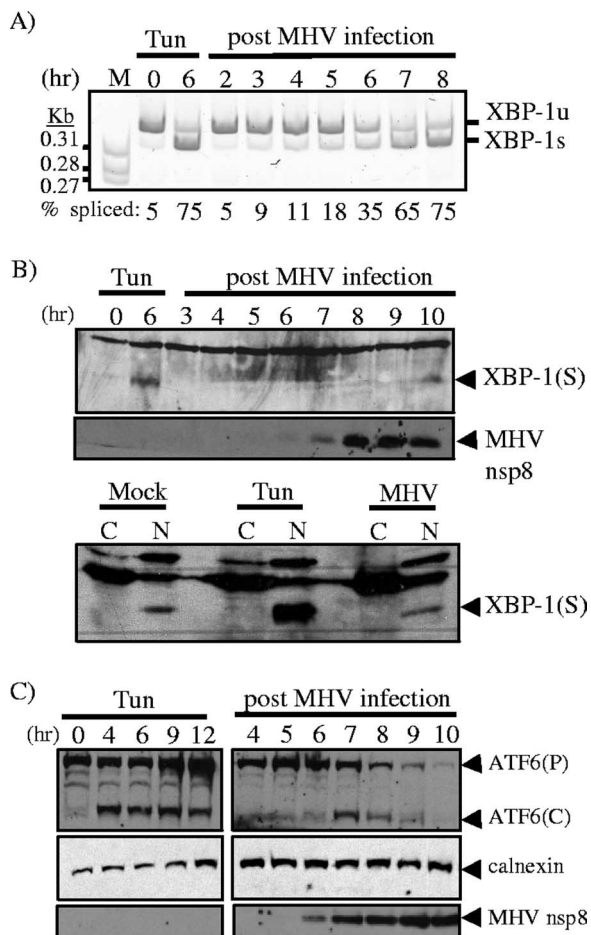 A)
Tun post MHV infection
(hr) M 0 6 2 3 4 5 6 7 8
Kb
XBP-1u
0.31
XBP-1s
0.28
0.27
% spliced: 5 75 5 9 11 18 35 65 75
B)
Tun post MHV infection
(hr) 0 6 3 4 5 6 7 8 9 10
XBP-1(S)
MHV
nsp8
Mock Tun MHV
C N C N C N
XBP-1(S)
C)
Tun post MHV infection
(hr) 0 4 6 9 12 4 5 6 7 8 9 10
ATF6(P)
ATF6(C)
calnexin
MHV nsp8